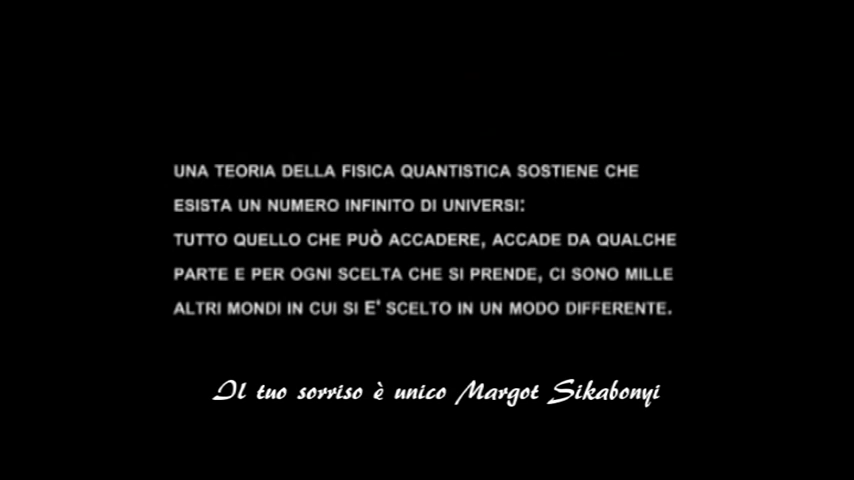 UNA TEORIA DELLA FISICA QUANTISTICA SOSTIENE CHE
ESISTA UN NUMERO INFINITO DI UNIVERSI:
TUTTO QUELLO CHE PUÒ ACCADERE, ACCADE DA QUALCHE
PARTE E PER OGNI SCELTA CHE SI PRENDE, CI SONO MILLE
ALTRI MONDI IN CUI SI E' SCELTO IN UN MODO DIFFERENTE.
Il tuo sorriso è unico Margot Sikabonyi